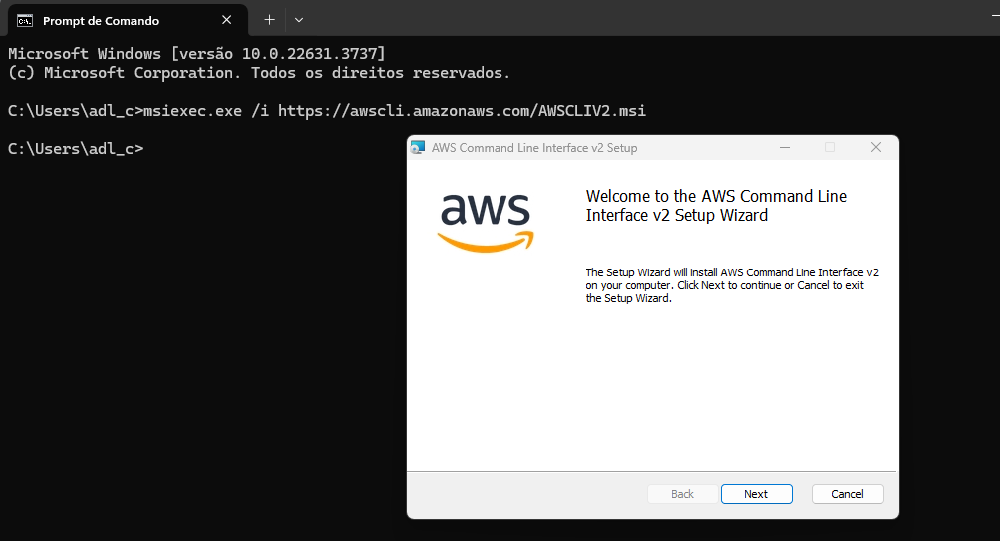 Prompt de Comando
Microsoft Windows [versão 10.0.22631.3737]
(c) Microsoft Corporation. Todos os direitos reservados.
C:\Users\adl_c>msiexec.exe /i https://awscli.amazonaws.com/AWSCLIV2.msi
C:\Users\adl_c>
AWS Command Line Interface v2 Setup
aws
Welcome to the AWS Command Line
Interface v2 Setup Wizard
The Setup Wizard will install AWS Command Line Interface v2
on your computer. Click Next to continue or Cancel to exit
the Setup Wizard.
Back Next Cancel